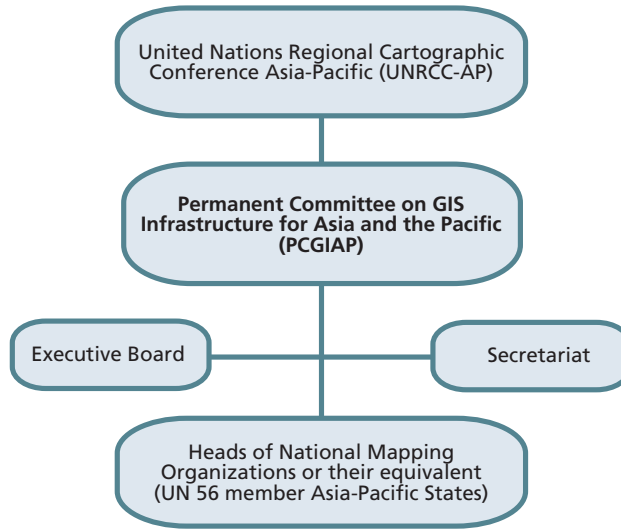 United Nations Regional Cartographic
Conference Asia-Pacific (UNRCC-AP)
Permanent Committee on GIS
Infrastructure for Asia and the Pacific
(PCGIAP)
Executive Board
Secretariat
Heads of National Mapping
Organizations or their equivalent
(UN 56 member Asia-Pacific States)